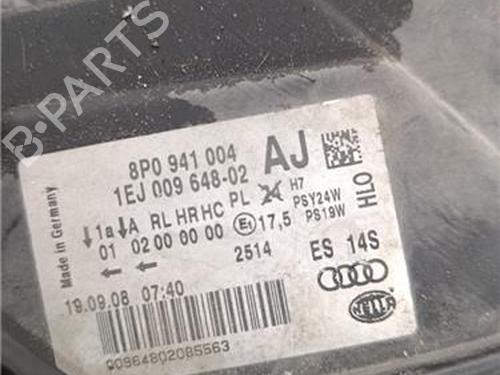 B-PARTS
8P0 941 004 AJ
1EJ 009 648-02
Made in Germany
1a A RL HR HC PL 24 H7 PSY24W HLO
01 02 00 00 00 E1 17,5 PS19W
2514 ES 14S
19.09.08 07:40
00964802085563
HELLA